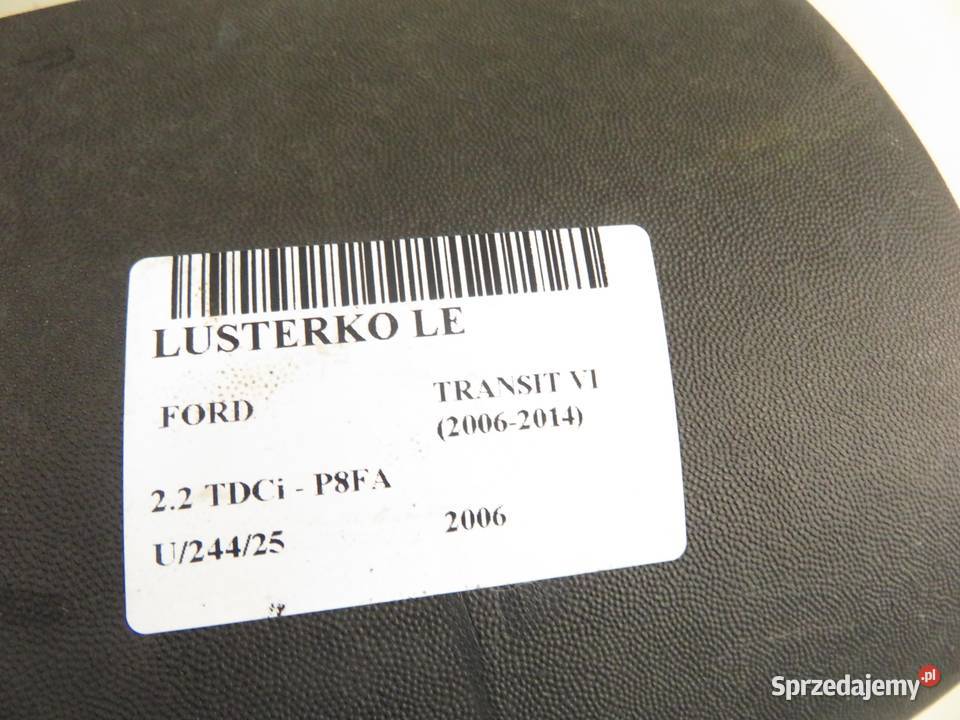 LUSTERKO LE
FORD
TRANSIT VI
(2006-2014)
2.2 TDCi - P8FA
U/244/25
2006
Sprzedajemy.pl